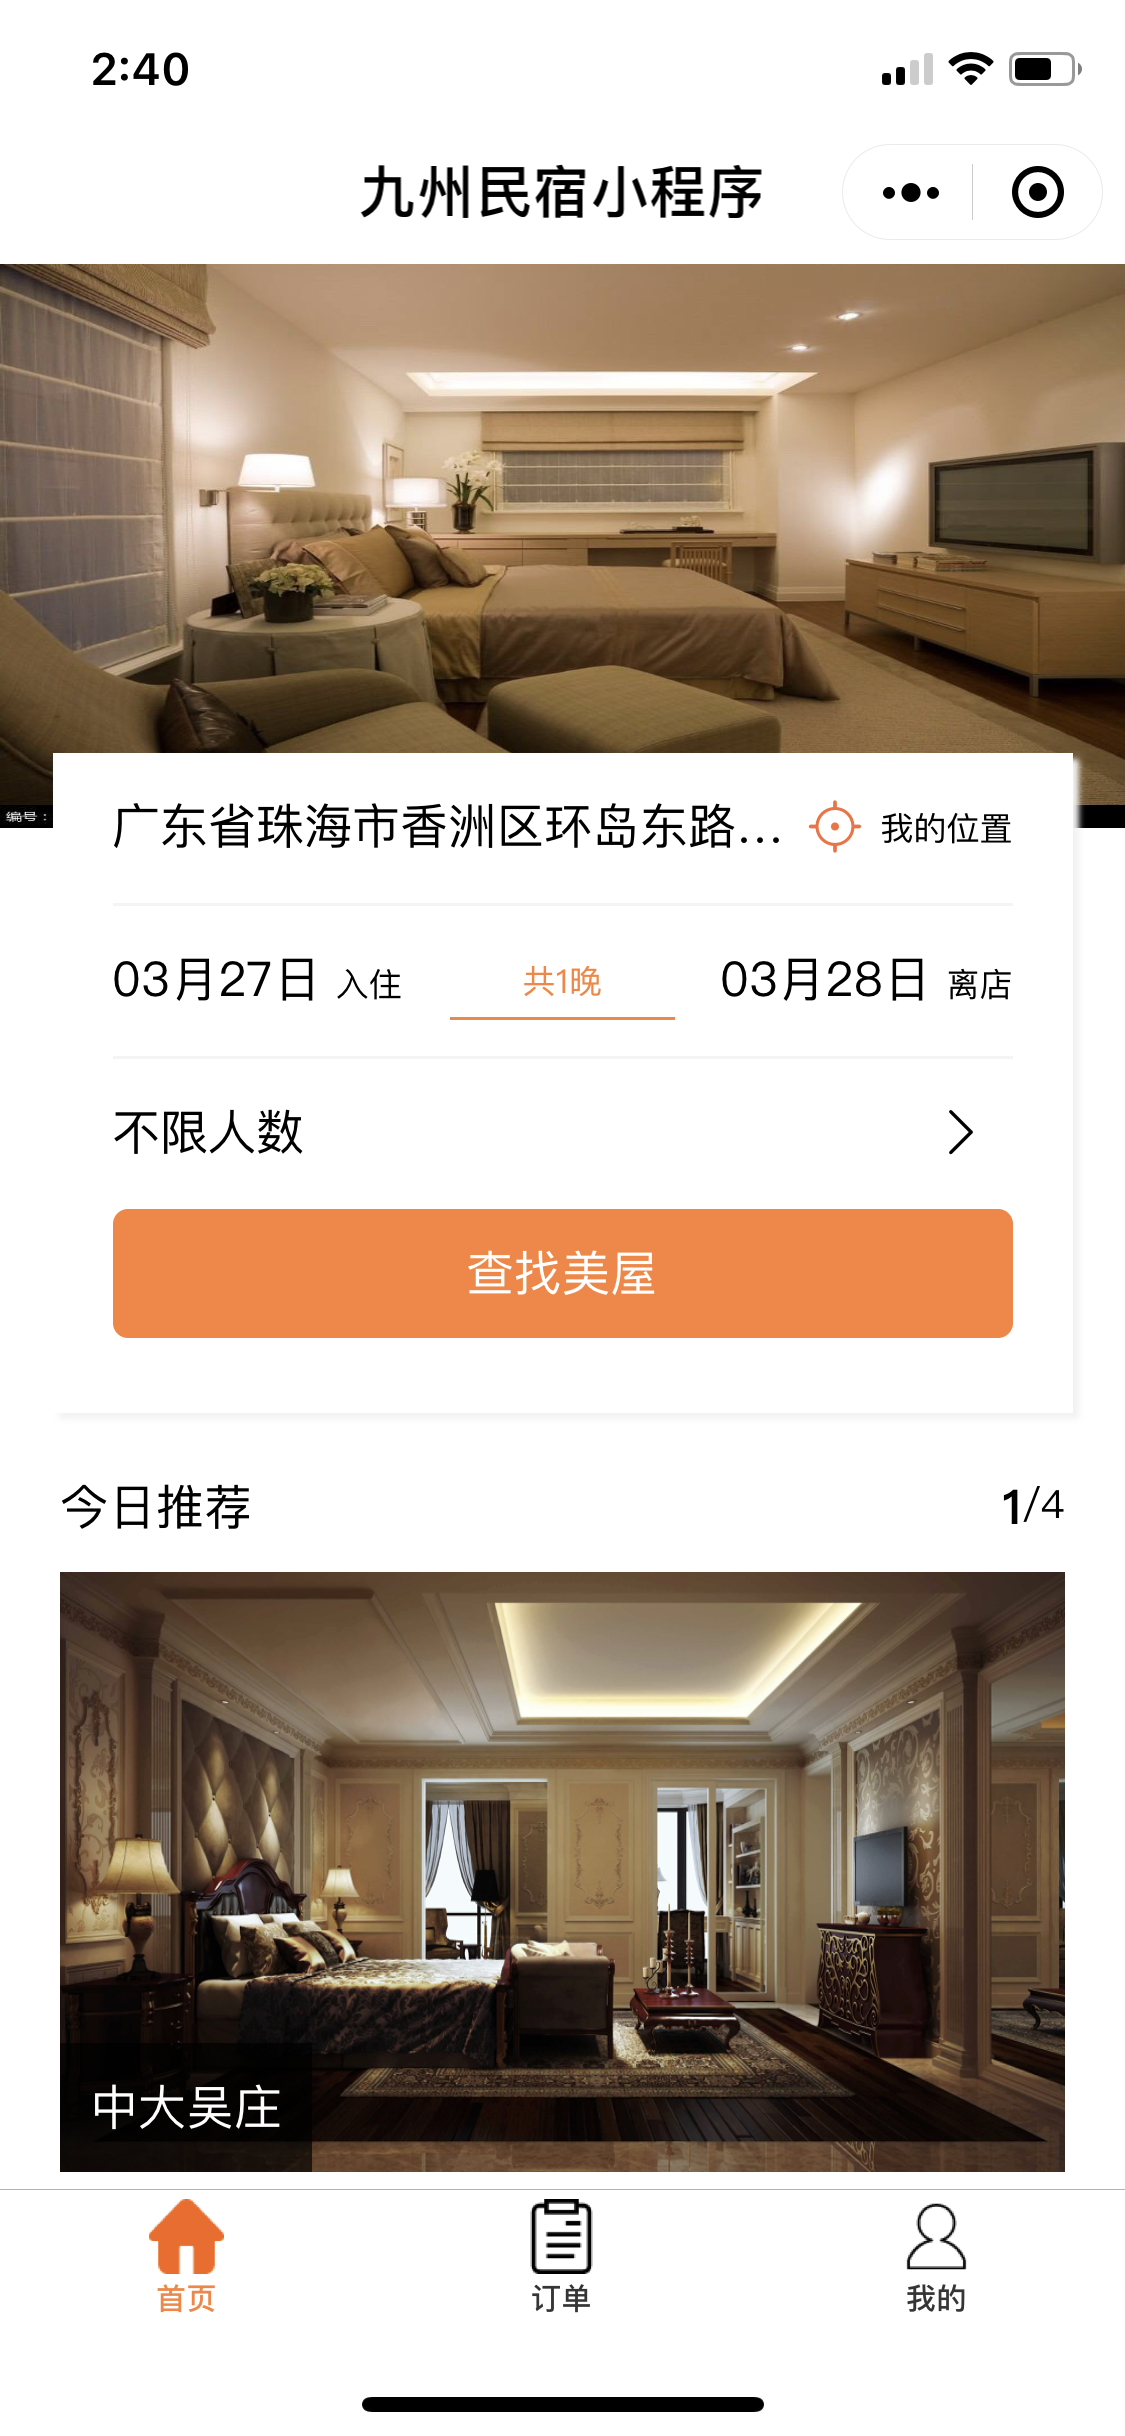 2:40
九州民宿小程序
编号：
广东省珠海市香洲区环岛东路... 我的位置
03月27日 入住 共1晚 03月28日 离店
不限人数
查找美屋
今日推荐 1/4
中大吴庄
首页 订单 我的